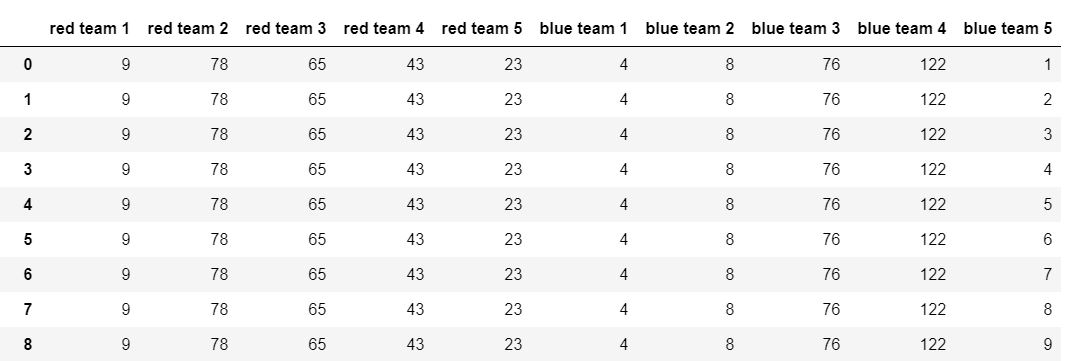 red team 1 red team 2 red team 3 red team 4 red team 5 blue team 1 blue team 2 blue team 3 blue team 4 blue team 5
0 9 78 65 43 23 4 8 76 122 1
1 9 78 65 43 23 4 8 76 122 2
2 9 78 65 43 23 4 8 76 122 3
3 9 78 65 43 23 4 8 76 122 4
4 9 78 65 43 23 4 8 76 122 5
5 9 78 65 43 23 4 8 76 122 6
6 9 78 65 43 23 4 8 76 122 7
7 9 78 65 43 23 4 8 76 122 8
8 9 78 65 43 23 4 8 76 122 9